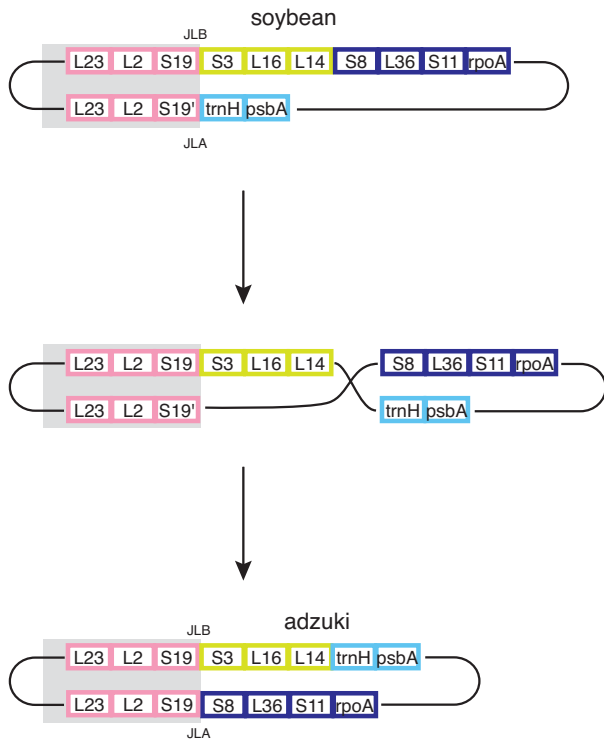 soybean
JLB
L23 L2 S19 S3 L16 L14 S8 L36 S11 rpoA
L23 L2 S19' trnH psbA
JLA
L23 L2 S19 S3 L16 L14 S8 L36 S11 rpoA
L23 L2 S19' trnH psbA
adzuki
JLB
L23 L2 S19 S3 L16 L14 trnH psbA
L23 L2 S19 S8 L36 S11 rpoA
JLA